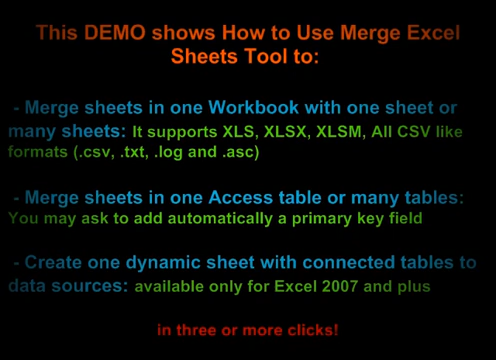 This DEMO shows How to Use Merge Excel
Sheets Tool to:
- Merge sheets in one Workbook with one sheet or
many sheets: It supports XLS, XLSX, XLSM, All CSV like
formats (.csv, .txt, .log and .asc)
- Merge sheets in one Access table or many tables:
You may ask to add automatically a primary key field
- Create one dynamic sheet with connected tables to
data sources: available only for Excel 2007 and plus
in three or more clicks!